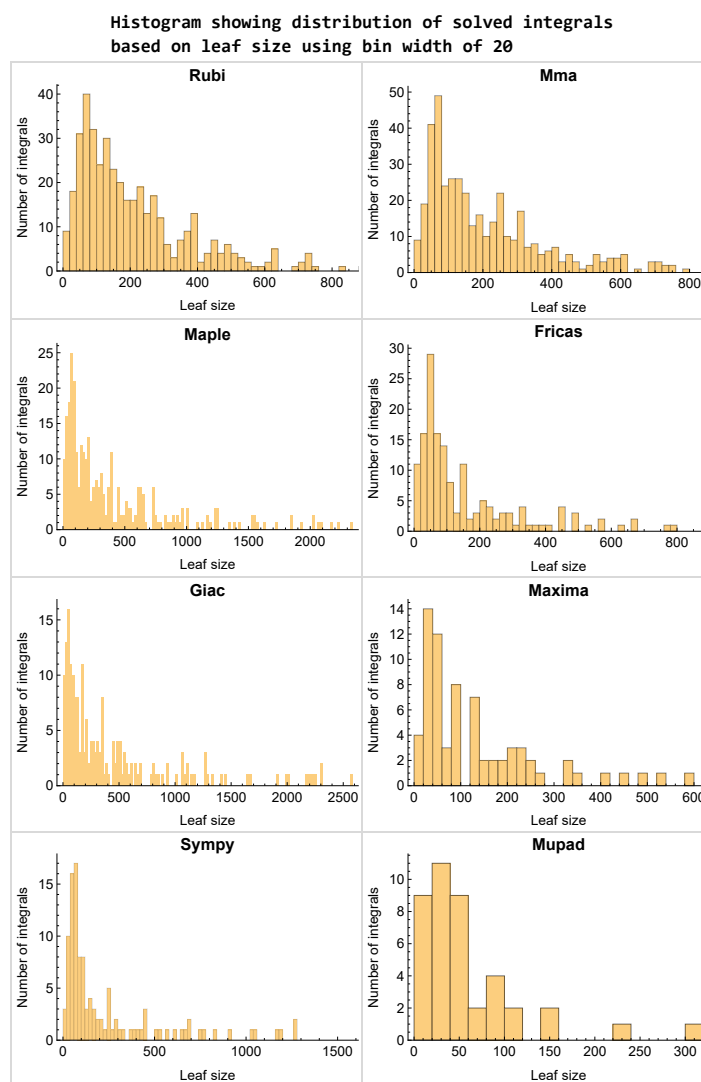 Histogram showing distribution of solved integrals
based on leaf size using bin width of 20
Rubi
Number of integrals
40
30
20
10
0
0 200 400 600 800
Leaf size
Mma
Number of integrals
50
40
30
20
10
0
0 200 400 600 800
Leaf size
Maple
Number of integrals
25
20
15
10
5
0
0 500 1000 1500 2000
Leaf size
Fricas
Number of integrals
30
25
20
15
10
5
0
0 200 400 600 800
Leaf size
Giac
Number of integrals
15
10
5
0
0 500 1000 1500 2000 2500
Leaf size
Maxima
Number of integrals
14
12
10
8
6
4
2
0
0 100 200 300 400 500 600
Leaf size
Sympy
Number of integrals
15
10
5
0
0 500 1000 1500
Leaf size
Mupad
Number of integrals
10
8
6
4
2
0
0 50 100 150 200 250 300
Leaf size